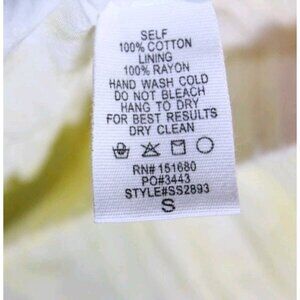 SELF
100% COTTON
LINING
100% RAYON
HAND WASH COLD
DO NOT BLEACH
HANG TO DRY
FOR BEST RESULTS
DRY CLEAN
RN# 151680
PO#3443
STYLE#SS2893
S